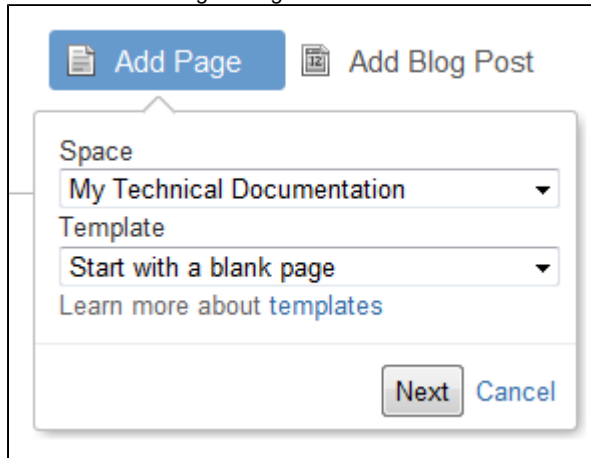 Add Page Add Blog Post
Space
My Technical Documentation
Template
Start with a blank page
Learn more about templates
Next Cancel